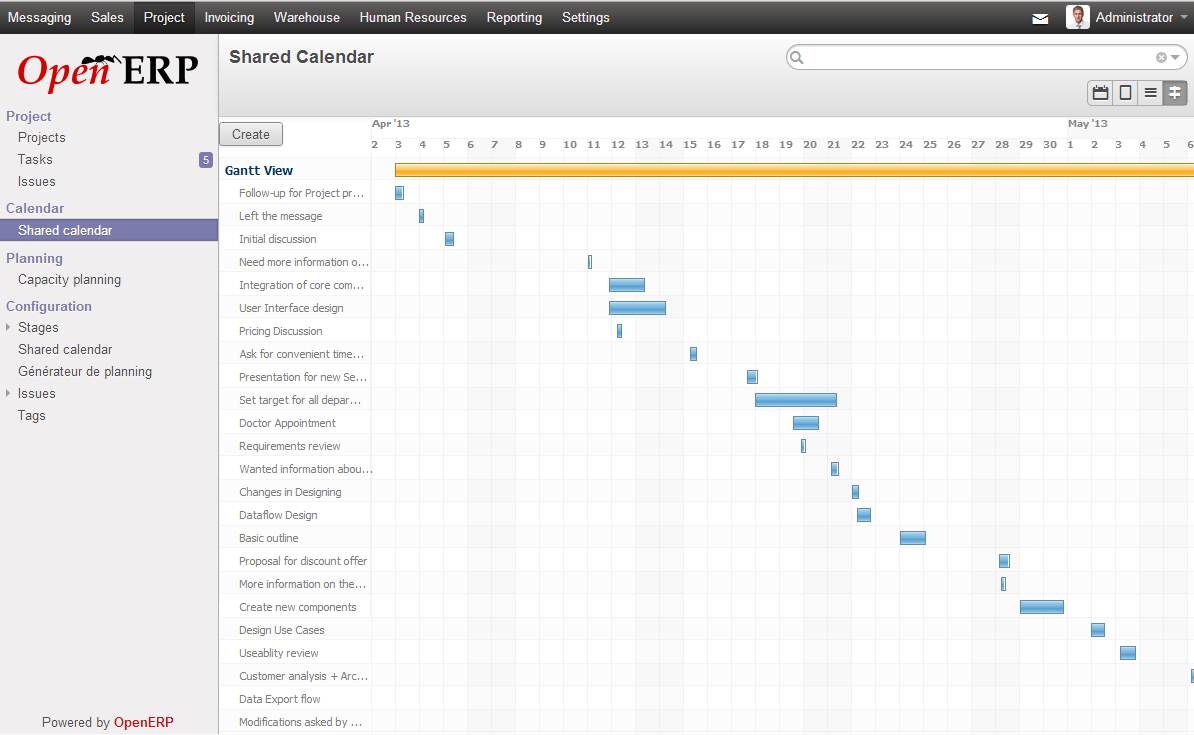 Messaging Sales Project Invoicing Warehouse Human Resources Reporting Settings Administrator
Open ERP
Project
Projects
Tasks 5
Issues
Calendar
Shared calendar
Planning
Capacity planning
Configuration
Stages
Shared calendar
Générateur de planning
Issues
Tags
Powered by OpenERP
Shared Calendar
Create
Apr '13 May '13
2 3 4 5 6 7 8 9 10 11 12 13 14 15 16 17 18 19 20 21 22 23 24 25 26 27 28 29 30 1 2 3 4 5 6
Gantt View
Follow-up for Project pr...
Left the message
Initial discussion
Need more information o...
Integration of core com...
User Interface design
Pricing Discussion
Ask for convenient time...
Presentation for new Se...
Set target for all depar...
Doctor Appointment
Requirements review
Wanted information abou...
Changes in Designing
Dataflow Design
Basic outline
Proposal for discount offer
More information on the...
Create new components
Design Use Cases
Useablity review
Customer analysis + Arc...
Data Export flow
Modifications asked by ...